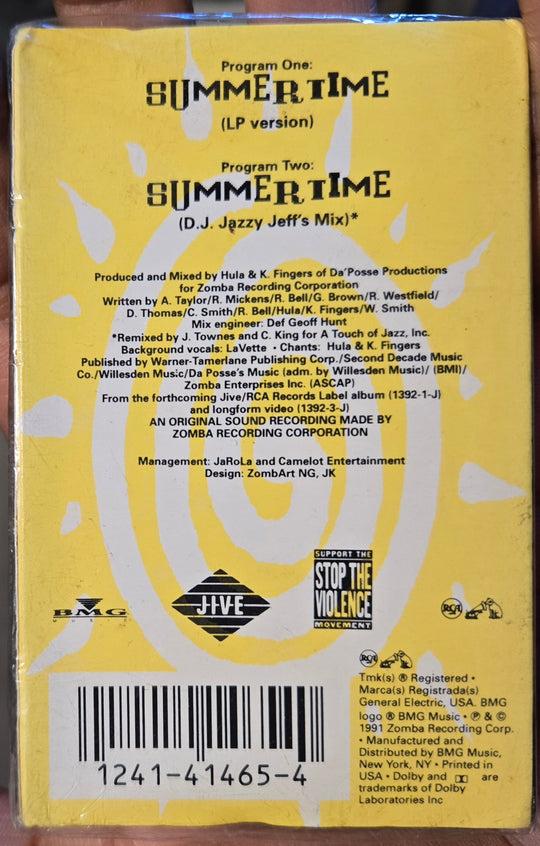 Program One:
SUMMERTIME
(LP version)
Program Two:
SUMMERTIME
(D.J. Jazzy Jeff's Mix)*
Produced and Mixed by Hula & K. Fingers of Da'Posse Productions
for Zomba Recording Corporation
Written by A. Taylor/R. Mickens/R. Bell/G. Brown/R. Westfield/
D. Thomas/C. Smith/R. Bell/Hula/K. Fingers/W. Smith
Mix engineer: Def Geoff Hunt
*Remixed by J. Townes and C. King for A Touch of Jazz, Inc.
Background vocals: LaVette • Chants: Hula & K. Fingers
Published by Warner-Tamerlane Publishing Corp./Second Decade Music
Co./Willesden Music/Da Posse's Music (adm. by Willesden Music)/ (BMI)/
Zomba Enterprises Inc. (ASCAP)
From the forthcoming Jive/RCA Records Label album (1392-1-J)
and longform video (1392-3-J)
AN ORIGINAL SOUND RECORDING MADE BY
ZOMBA RECORDING CORPORATION
Management: JaRoLa and Camelot Entertainment
Design: ZombArt NG, JK
BMG
MUSIC
JIVE
SUPPORT THE
STOP THE
VIOLENCE
MOVEMENT
RCA
RCA
Tmk(s) ® Registered •
Marca(s) Registrada(s)
General Electric, USA. BMG
logo ® BMG Music • ℗ & ©
1991 Zomba Recording Corp.
• Manufactured and
Distributed by BMG Music,
New York, NY • Printed in
USA • Dolby and are
trademarks of Dolby
Laboratories Inc
1241-41465-4